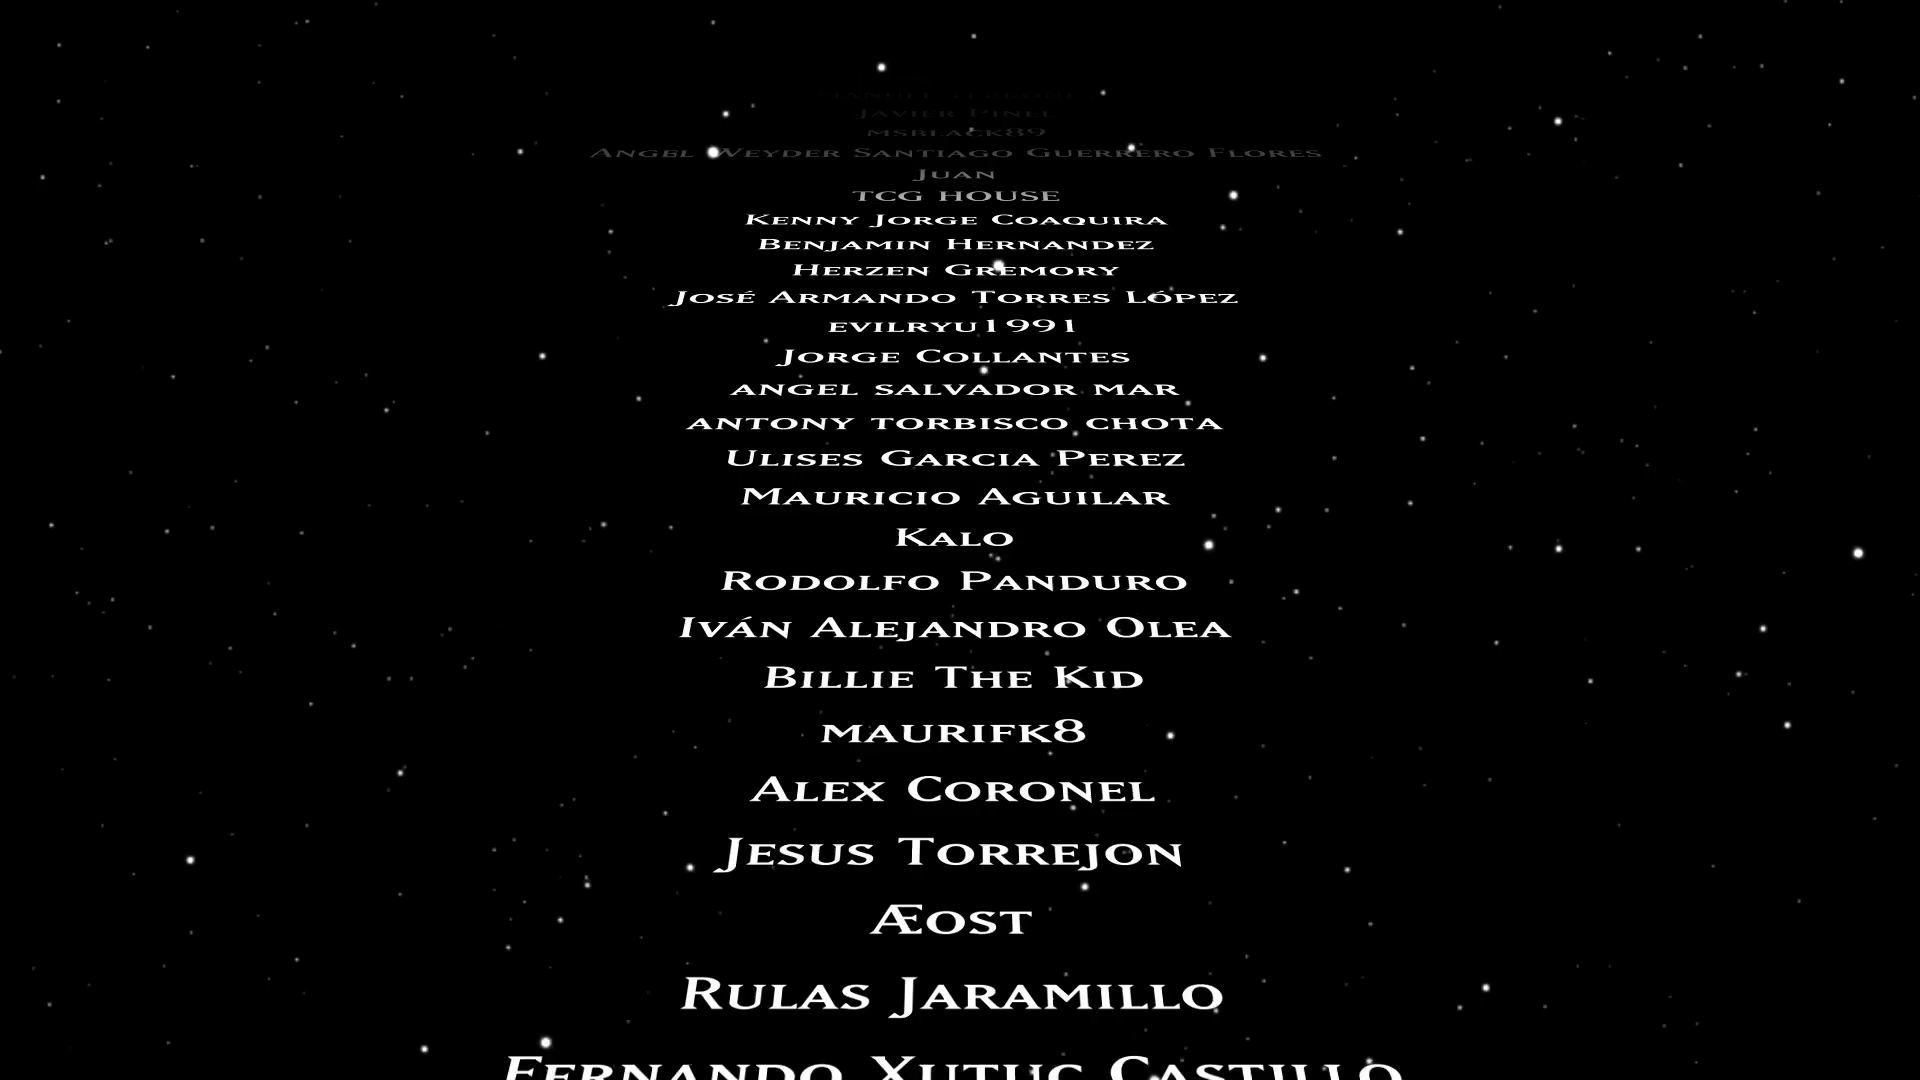 Javier Pinel
msblack89
Angel Weyder Santiago Guerrero Flores
Juan
TCG HOUSE
Kenny Jorge Coaquira
Benjamin Hernandez
Herzen Gremory
José Armando Torres López
evilryu1991
Jorge Collantes
angel salvador mar
antony torbisco chota
Ulises Garcia Perez
Mauricio Aguilar
Kalo
Rodolfo Panduro
Iván Alejandro Olea
Billie The Kid
maurifk8
Alex Coronel
Jesus Torrejon
Æost
Rulas Jaramillo
Fernando Xutuc Castillo